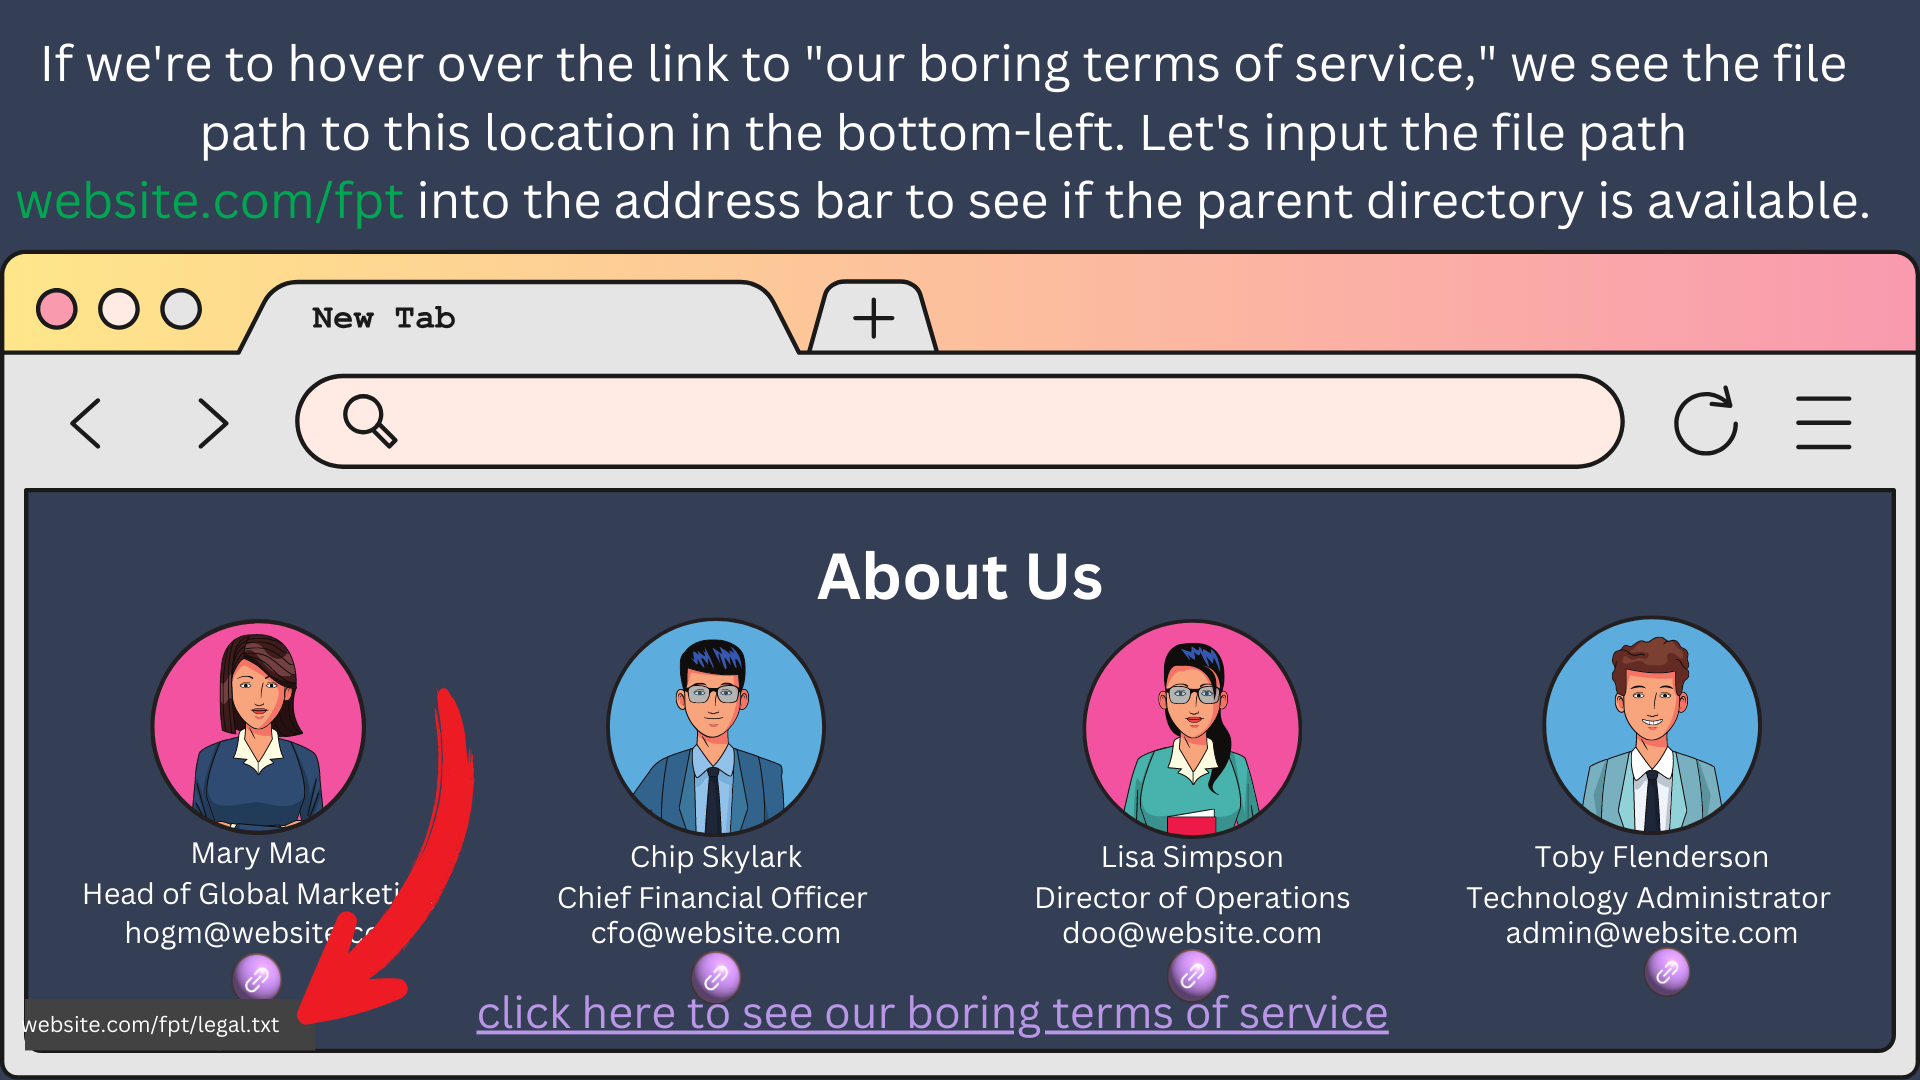 If we're to hover over the link to "our boring terms of service," we see the file
path to this location in the bottom-left. Let's input the file path
website.com/fpt into the address bar to see if the parent directory is available.
New Tab
About Us
Mary Mac
Head of Global Marketi
hogm@website.co
Chip Skylark
Chief Financial Officer
cfo@website.com
Lisa Simpson
Director of Operations
doo@website.com
Toby Flenderson
Technology Administrator
admin@website.com
click here to see our boring terms of service
website.com/fpt/legal.txt